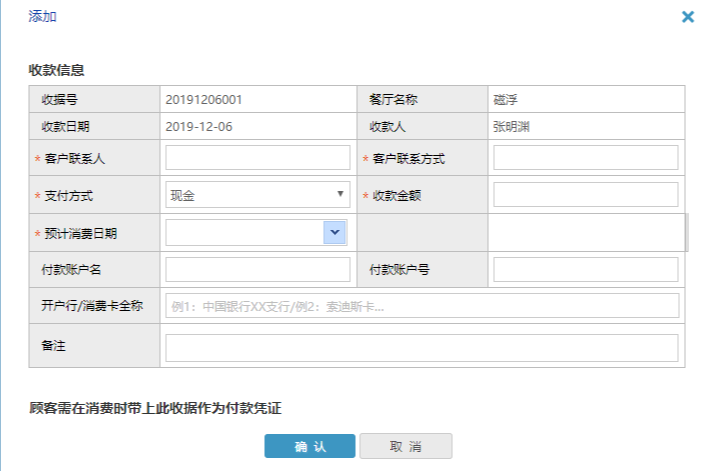 添加
收款信息
收据号 20191206001 餐厅名称 磁浮
收款日期 2019-12-06 收款人 张明渊
* 客户联系人 * 客户联系方式
* 支付方式 现金 * 收款金额
* 预计消费日期
付款账户名 付款账户号
开户行/消费卡全称 例1：中国银行XX支行/例2：索迪斯卡...
备注
顾客需在消费时带上此收据作为付款凭证
确 认 取 消